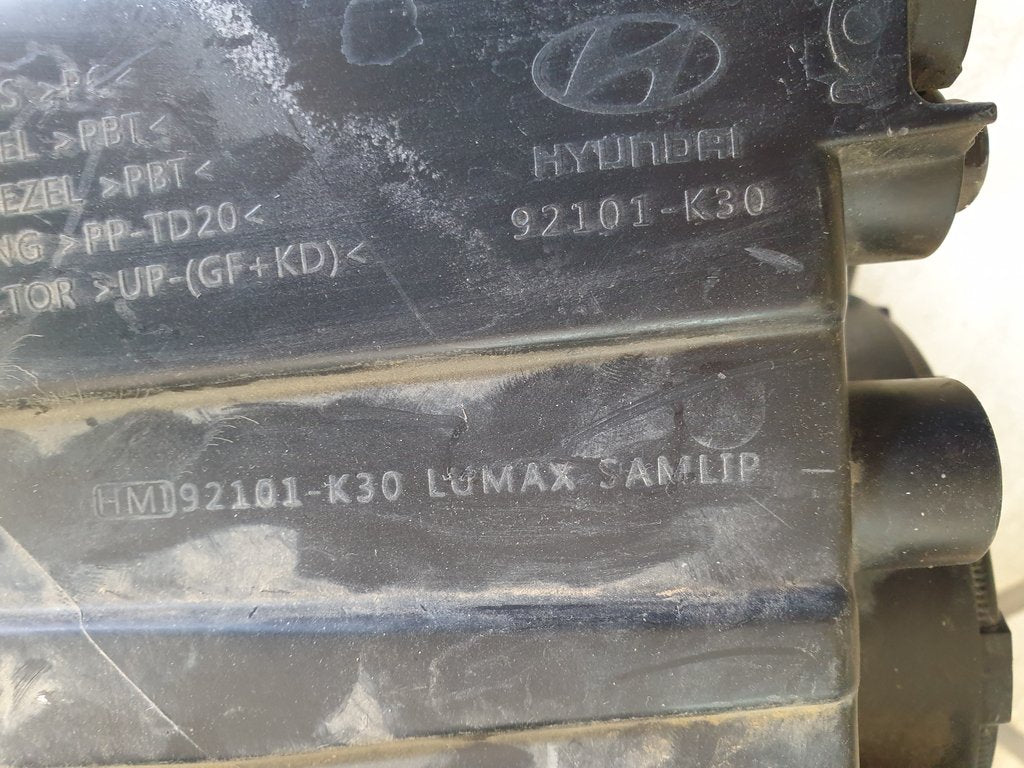 S >PC<
EL >PBT<
EZEL >PBT<
NG >PP-TD20<
TOR >UP-(GF+KD)<
HYUNDAI
92101-K30
HMI 92101-K30 LUMAX SAMLIP